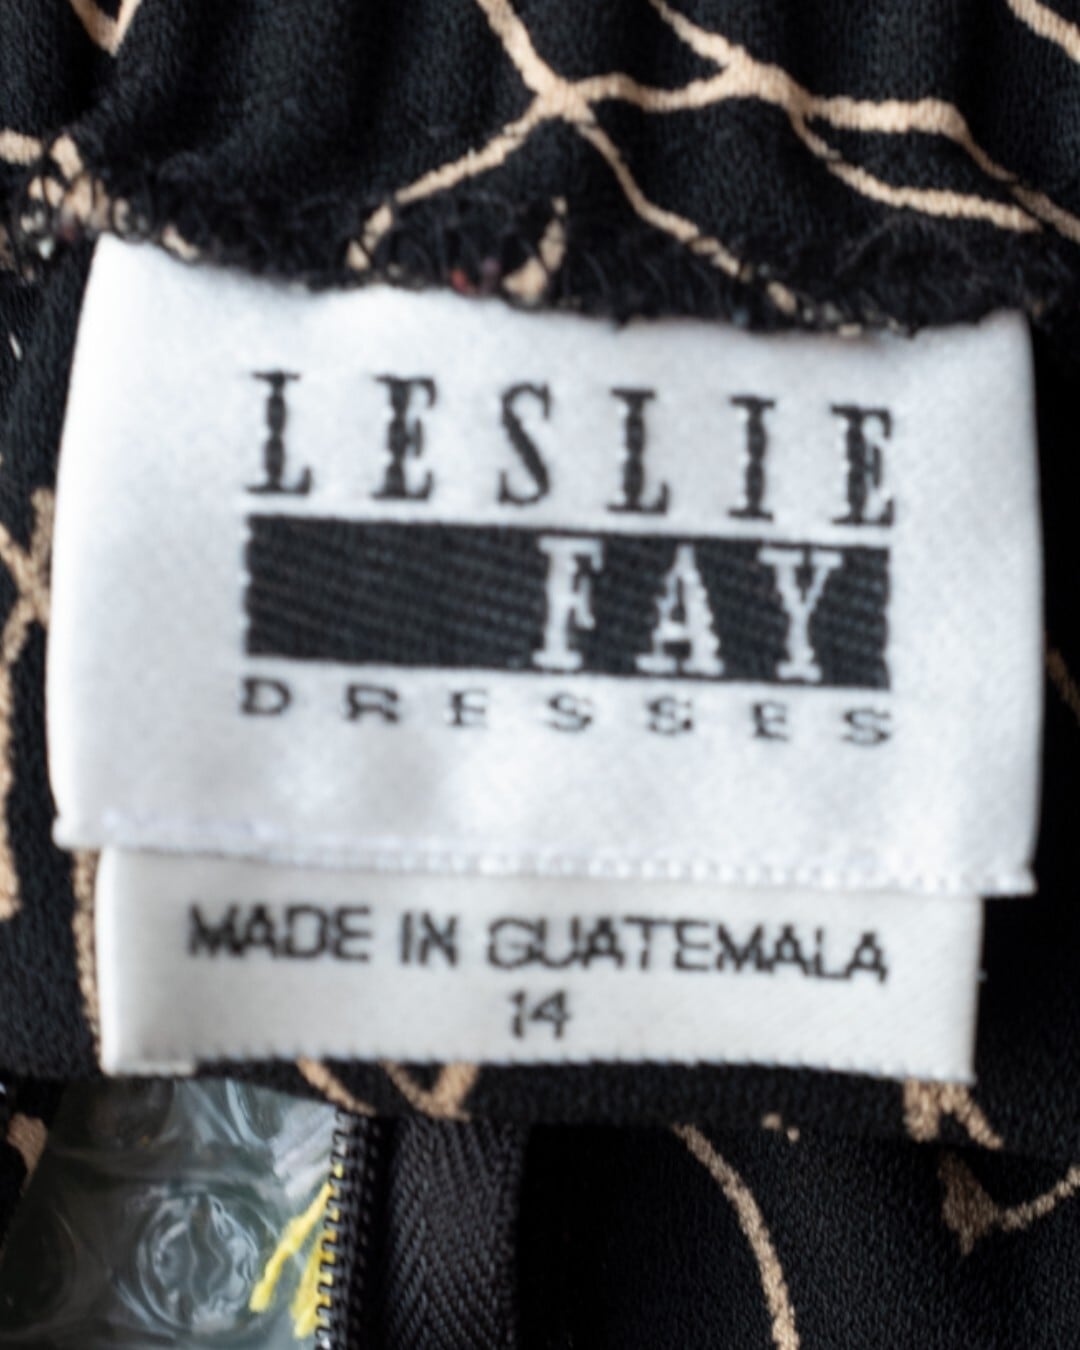 LESLIE
FAY
DRESSES
MADE IN GUATEMALA
14